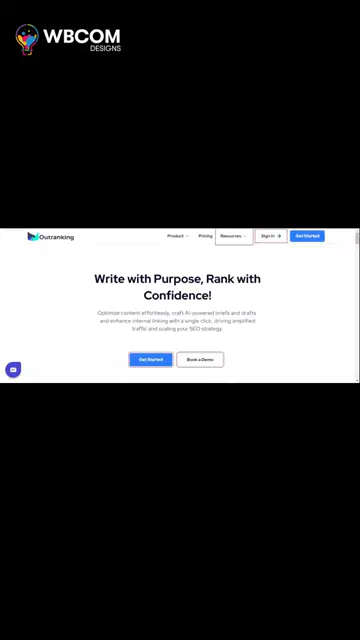 WBCOM
DESIGNS
Outranking
Product
Pricing
Resources
Sign In
Get Started
Write with Purpose, Rank with
Confidence!
Optimize content effortlessly, craft AI-powered briefs and drafts
and enhance internal linking with a single click, driving amplified
traffic and scaling your SEO strategy.
Get Started
Book a Demo